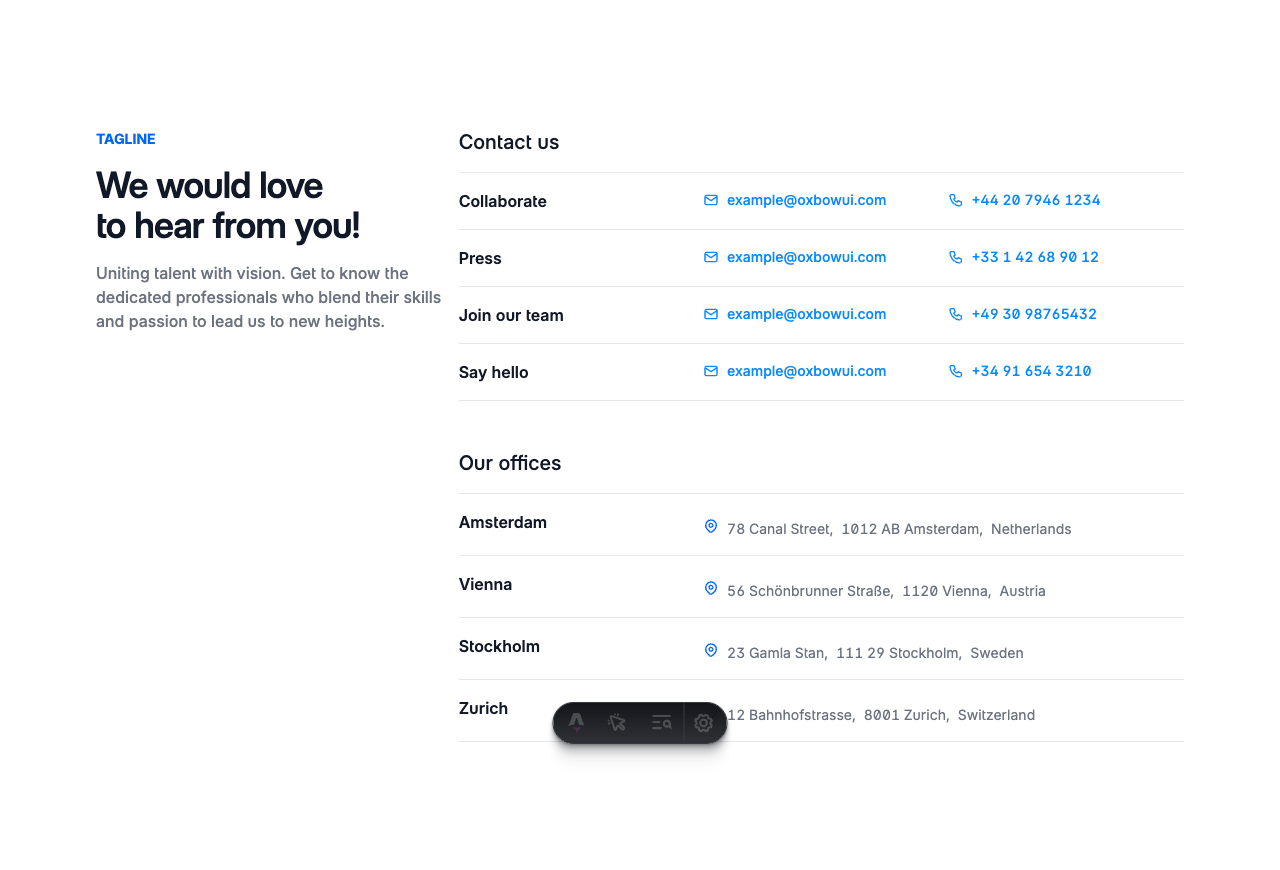 TAGLINE
We would love
to hear from you!
Uniting talent with vision. Get to know the
dedicated professionals who blend their skills
and passion to lead us to new heights.
Contact us
Collaborate example@oxbowui.com +44 20 7946 1234
Press example@oxbowui.com +33 1 42 68 90 12
Join our team example@oxbowui.com +49 30 98765432
Say hello example@oxbowui.com +34 91 654 3210
Our offices
Amsterdam 78 Canal Street, 1012 AB Amsterdam, Netherlands
Vienna 56 Schönbrunner Straße, 1120 Vienna, Austria
Stockholm 23 Gamla Stan, 111 29 Stockholm, Sweden
Zurich 12 Bahnhofstrasse, 8001 Zurich, Switzerland